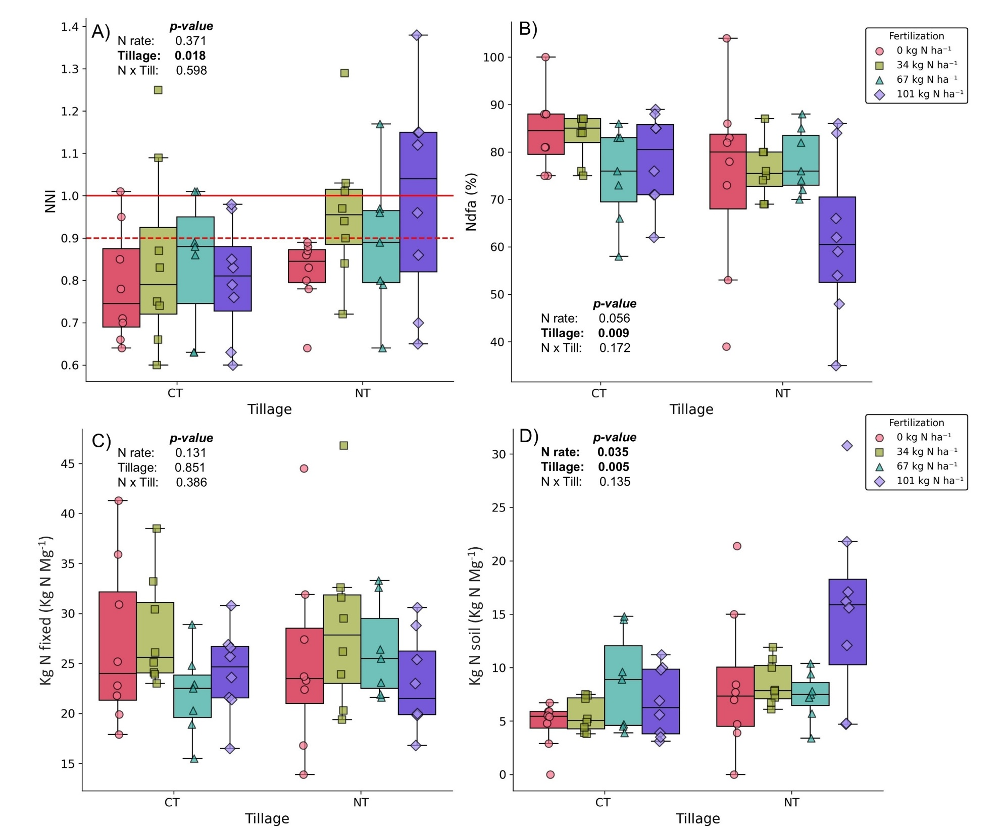 A)
p-value
N rate: 0.371
Tillage: 0.018
N x Till: 0.598
1.4
1.3
1.2
1.1
1.0
0.9
0.8
0.7
0.6
NNI
CT NT
Tillage
B)
100
90
80
70
60
50
40
Ndfa (%)
p-value
N rate: 0.056
Tillage: 0.009
N x Till: 0.172
CT NT
Tillage
Fertilization
0 kg N ha⁻¹
34 kg N ha⁻¹
67 kg N ha⁻¹
101 kg N ha⁻¹
C)
p-value
N rate: 0.131
Tillage: 0.851
N x Till: 0.386
45
40
35
30
25
20
15
Kg N fixed (Kg N Mg⁻¹)
CT NT
Tillage
D)
p-value
N rate: 0.035
Tillage: 0.005
N x Till: 0.135
30
25
20
15
10
5
0
Kg N soil (Kg N Mg⁻¹)
CT NT
Tillage
Fertilization
0 kg N ha⁻¹
34 kg N ha⁻¹
67 kg N ha⁻¹
101 kg N ha⁻¹